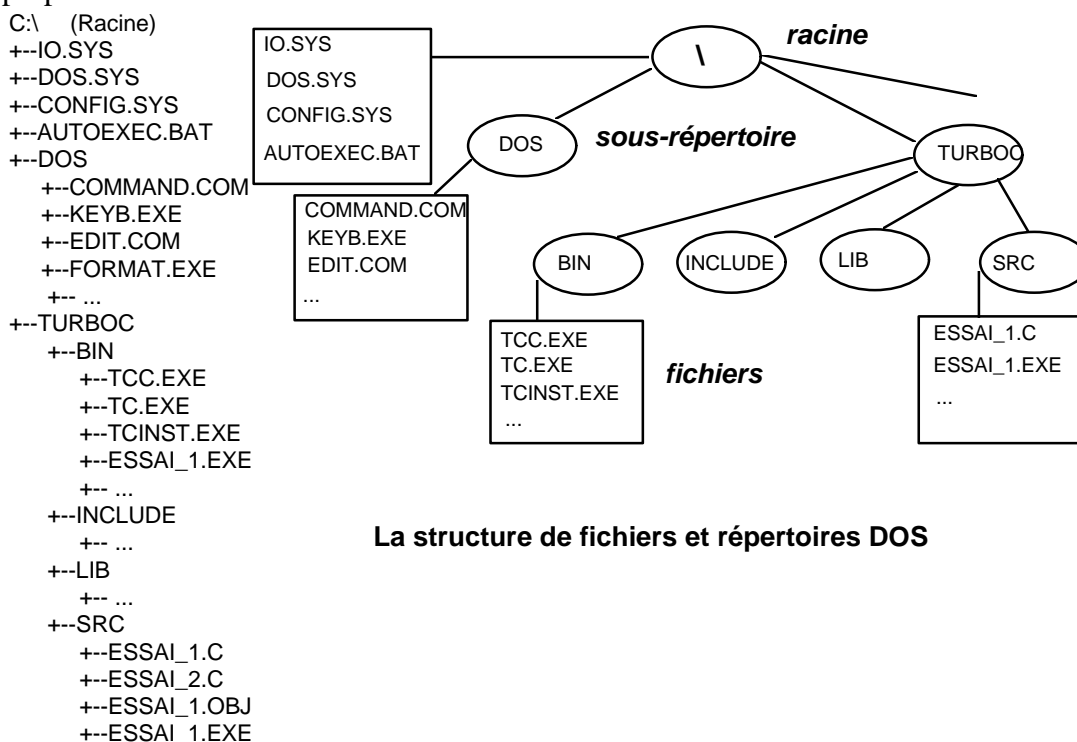 C:\ (Racine)
+--IO.SYS
+--DOS.SYS
+--CONFIG.SYS
+--AUTOEXEC.BAT
+--DOS
+--COMMAND.COM
+--KEYB.EXE
+--EDIT.COM
+--FORMAT.EXE
+-- ...
+--TURBOC
+--BIN
+--TCC.EXE
+--TC.EXE
+--TCINST.EXE
+--ESSAI_1.EXE
+-- ...
+--INCLUDE
+-- ...
+--LIB
+-- ...
+--SRC
+--ESSAI_1.C
+--ESSAI_2.C
+--ESSAI_1.OBJ
+--ESSAI_1.EXE
IO.SYS
DOS.SYS
CONFIG.SYS
AUTOEXEC.BAT
\
racine
DOS
sous-répertoire
TURBOC
COMMAND.COM
KEYB.EXE
EDIT.COM
...
BIN
INCLUDE
LIB
SRC
TCC.EXE
TC.EXE
TCINST.EXE
...
fichiers
ESSAI_1.C
ESSAI_1.EXE
...
La structure de fichiers et répertoires DOS